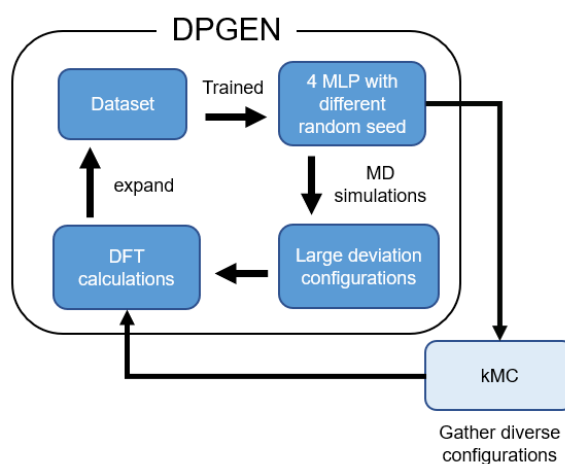 DPGEN
Dataset
Trained
4 MLP with
different
random seed
expand
MD
simulations
DFT
calculations
Large deviation
configurations
kMC
Gather diverse
configurations